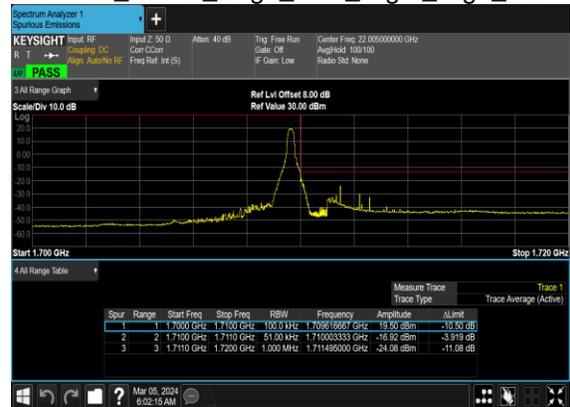 Spectrum Analyzer 1
Spurious Emissions
KEYSIGHT Input: RF Input Z: 50 Ω Atten: 40 dB Trig: Free Run Center Freq: 22.005000000 GHz
R T Coupling: DC Corr CCorr Gate: Off Avg|Hold: 100/100
Align: Auto/No RF Freq Ref: Int (S) IF Gain: Low Radio Std: None
PASS
3 All Range Graph
Ref Lvl Offset 8.00 dB
Scale/Div 10.0 dB Ref Value 30.00 dBm
Log
20.0
10.0
0.00
-10.0
-20.0
-30.0
-40.0
-50.0
-60.0
Start 1.700 GHz Stop 1.720 GHz
4 All Range Table
Measure Trace Trace 1
Trace Type Trace Average (Active)
Spur Range Start Freq Stop Freq RBW Frequency Amplitude ΔLimit
1 1 1.7000 GHz 1.7100 GHz 100.0 kHz 1.709616667 GHz 19.50 dBm -10.50 dB
2 2 1.7100 GHz 1.7110 GHz 51.00 kHz 1.710003333 GHz -16.92 dBm -3.919 dB
3 3 1.7110 GHz 1.7200 GHz 1.000 MHz 1.711495000 GHz -24.08 dBm -11.08 dB
Mar 05, 2024
6:02:15 AM